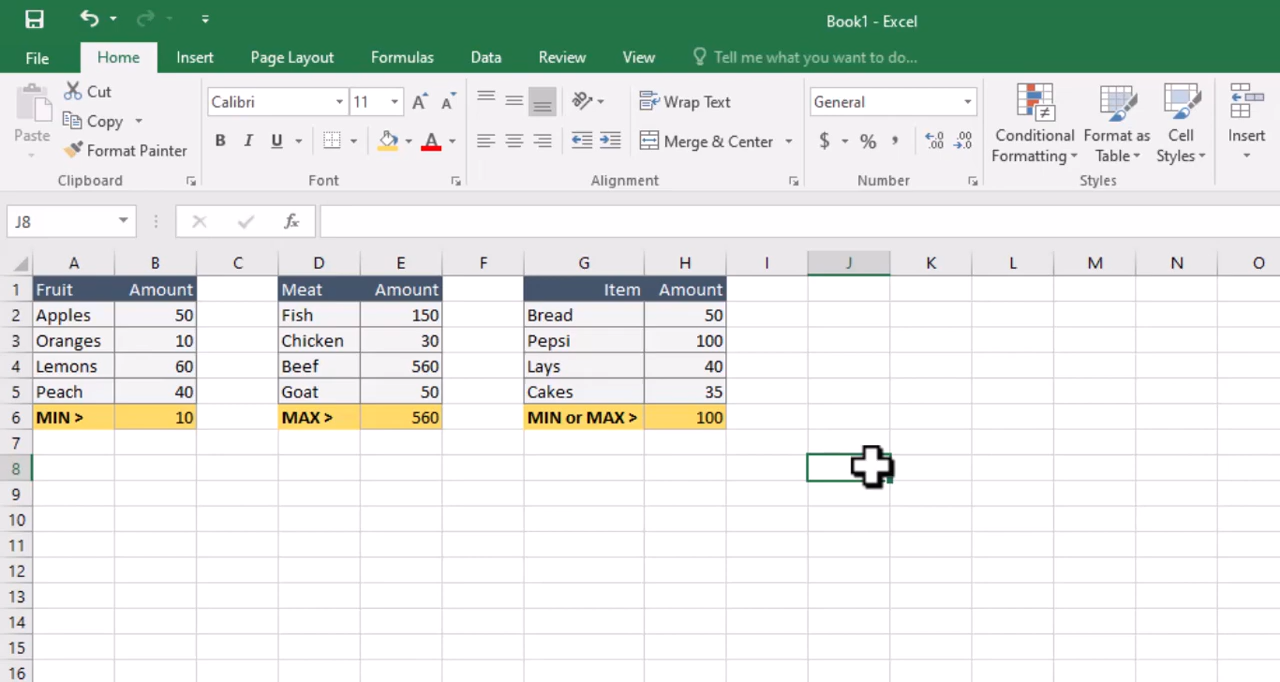 Book1 - Excel
File Home Insert Page Layout Formulas Data Review View Tell me what you want to do...
Paste
Cut
Copy
Format Painter
Clipboard
Calibri 11
B I U A
Font
Wrap Text
Merge & Center
Alignment
General
$ % , .00 .00
Number
Conditional Formatting
Format as Table
Cell Styles
Styles
Insert
J8 fx
A B C D E F G H I J K L M N O
1 Fruit Amount Meat Amount Item Amount
2 Apples 50 Fish 150 Bread 50
3 Oranges 10 Chicken 30 Pepsi 100
4 Lemons 60 Beef 560 Lays 40
5 Peach 40 Goat 50 Cakes 35
6 MIN > 10 MAX > 560 MIN or MAX > 100
7
8
9
10
11
12
13
14
15
16